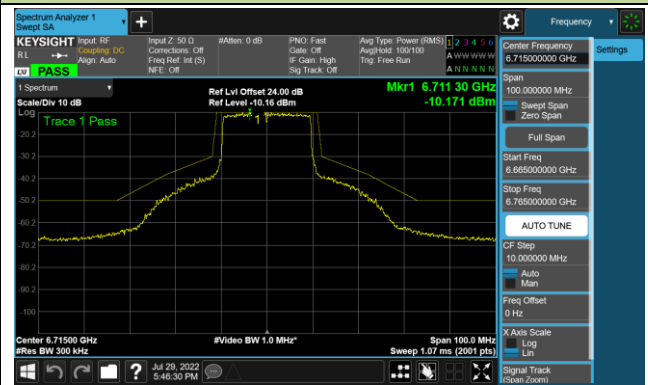 Spectrum Analyzer 1
Swept SA
+
Frequency
KEYSIGHT
RL
LXI
PASS
Input: RF
Coupling: DC
Align: Auto
Input Z: 50 Ω
Corrections: Off
Freq Ref: Int (S)
NFE: Off
#Atten: 0 dB
PNO: Fast
Gate: Off
IF Gain: High
Sig Track: Off
Avg Type: Power (RMS)
Avg|Hold: 100/100
Trig: Free Run
1 2 3 4 5 6
A W W W W W
A N N N N N
1 Spectrum
Scale/Div 10 dB
Ref Lvl Offset 24.00 dB
Ref Level -10.16 dBm
Mkr1 6.711 30 GHz
-10.171 dBm
Log
Trace 1 Pass
1
-20.2
-30.2
-40.2
-50.2
-60.2
-70.2
-80.2
-90.2
-100
Center 6.71500 GHz
#Res BW 300 kHz
#Video BW 1.0 MHz*
Span 100.0 MHz
Sweep 1.07 ms (2001 pts)
Jul 29, 2022
5:46:30 PM
?
Center Frequency
6.715000000 GHz
Settings
Span
100.000000 MHz
Swept Span
Zero Span
Full Span
Start Freq
6.665000000 GHz
Stop Freq
6.765000000 GHz
AUTO TUNE
CF Step
10.000000 MHz
Auto
Man
Freq Offset
0 Hz
X Axis Scale
Log
Lin
Signal Track
(Span Zoom)